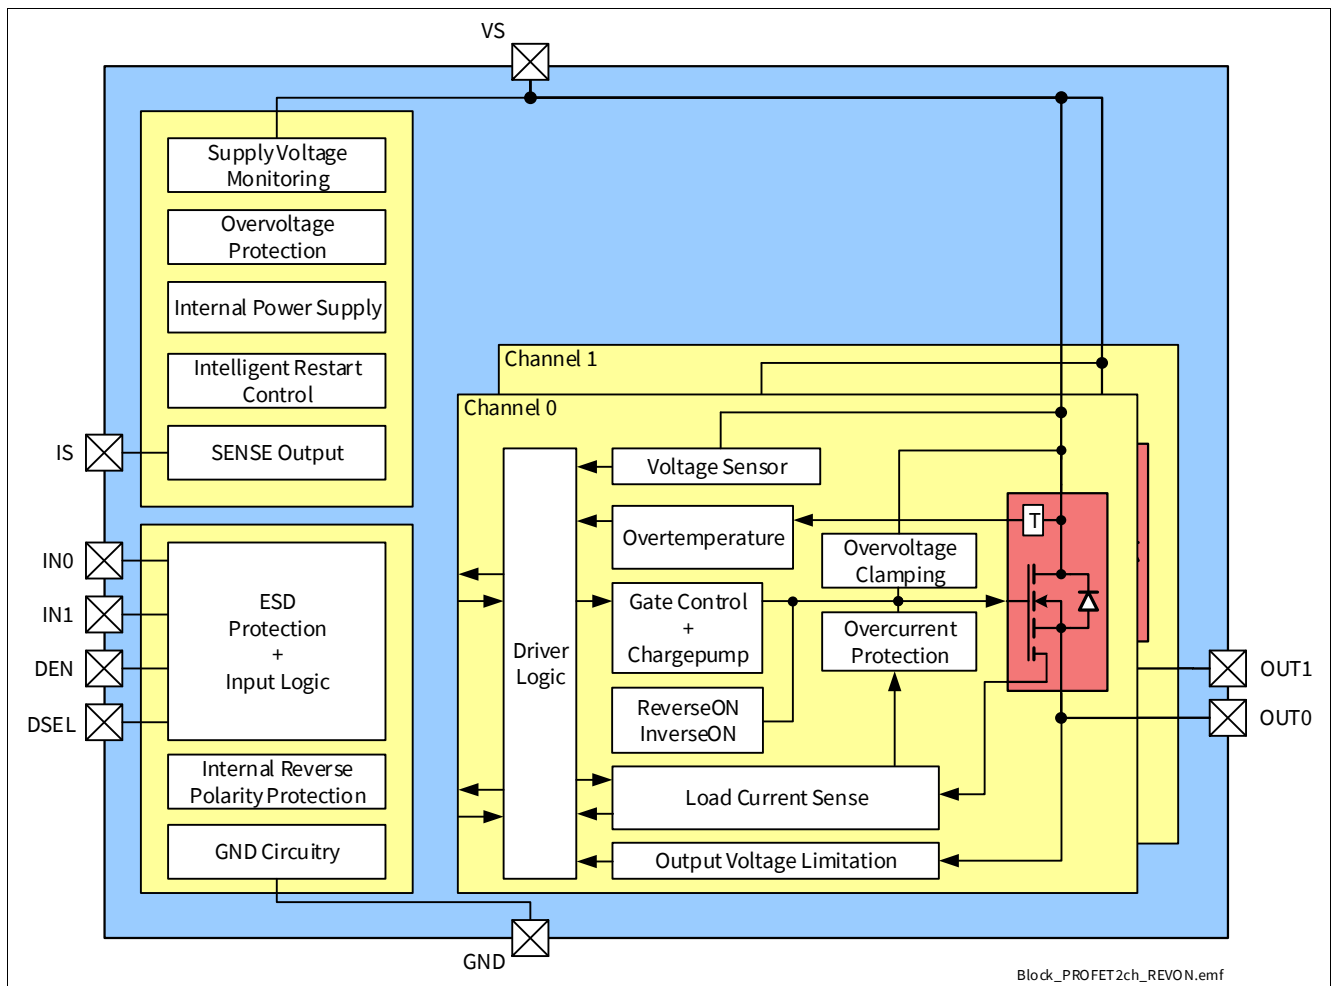 VS
Supply Voltage
Monitoring
Overvoltage
Protection
Internal Power Supply
Intelligent Restart
Control
SENSE Output
IS
IN0
IN1
DEN
DSEL
ESD
Protection
+
Input Logic
Internal Reverse
Polarity Protection
GND Circuitry
GND
Channel 1
Channel 0
Driver
Logic
Voltage Sensor
Overtemperature
T
Overvoltage
Clamping
Gate Control
+
Chargepump
Overcurrent
Protection
ReverseON
InverseON
Load Current Sense
Output Voltage Limitation
OUT1
OUT0
Block_PROFET2ch_REVON.emf